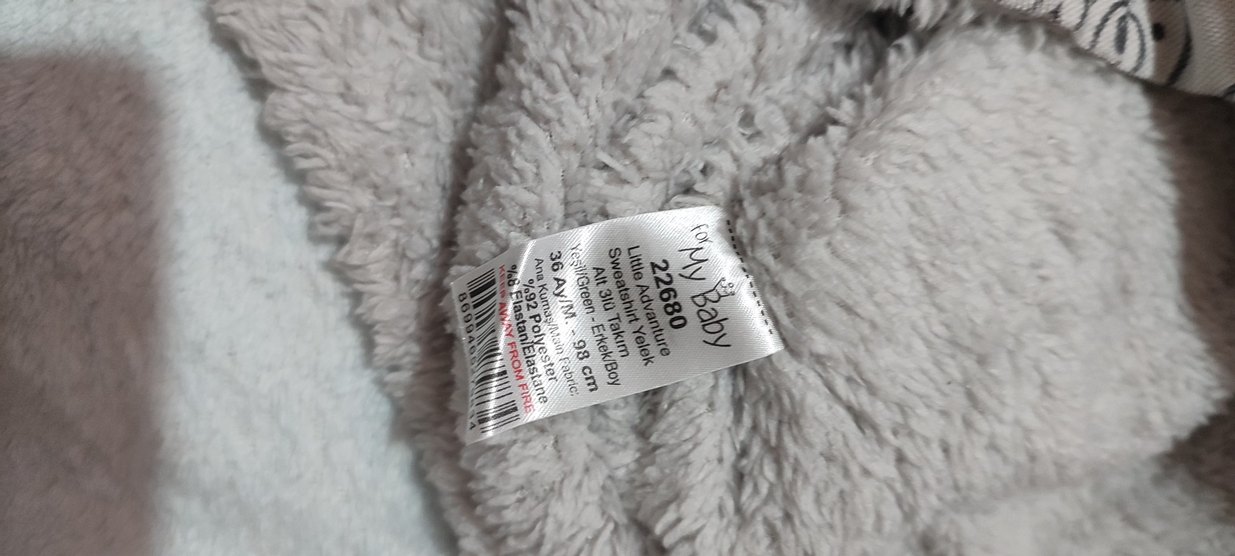 for My Baby
22680
Little Advanture
Sweatshirt Yelek
Alt 3lü Takım
Yeşil/Green - Erkek/Boy
36 Ay/M. - 98 cm
Ana Kumaş/Main Fabric:
%92 Polyester
%8 Elastan/Elastane
KEEP AWAY FROM FIRE